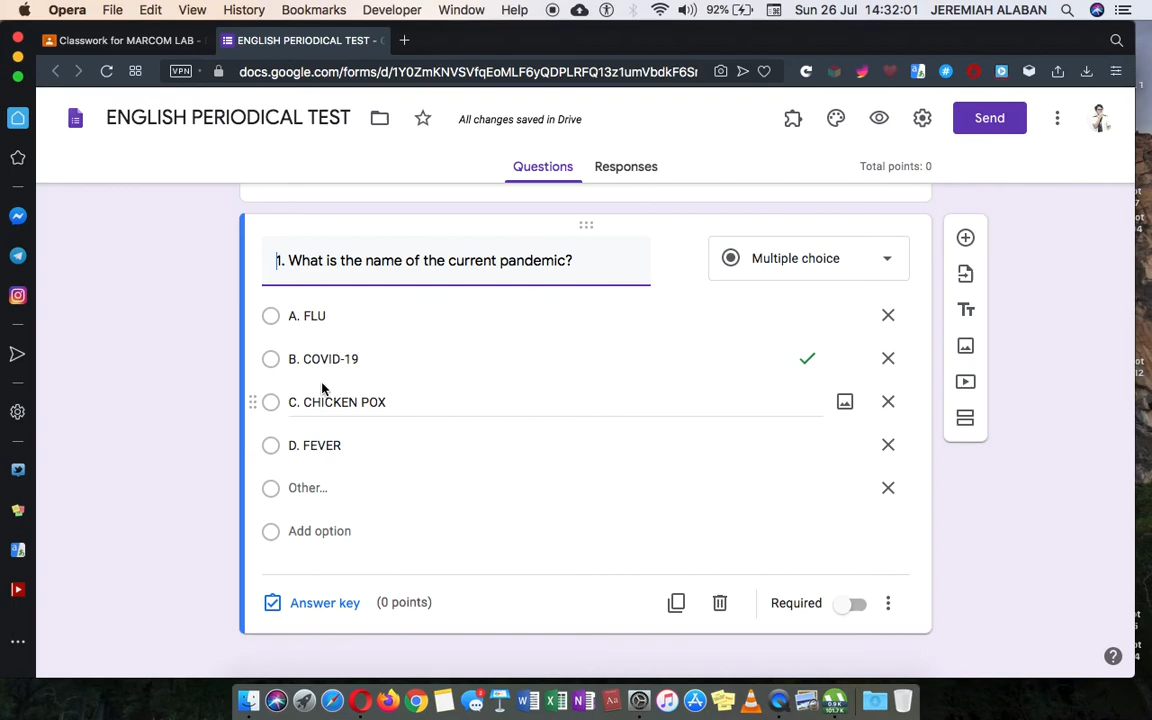 Opera File Edit View History Bookmarks Developer Window Help 92% Sun 26 Jul 14:32:01 JEREMIAH ALABAN
Classwork for MARCOM LAB -
ENGLISH PERIODICAL TEST -
VPN docs.google.com/forms/d/1Y0ZmKNVSVfqEoMLF6yQDPLRFQ13z1umVbdkF6Sr
ENGLISH PERIODICAL TEST
All changes saved in Drive
Send
Questions Responses
Total points: 0
1. What is the name of the current pandemic?
Multiple choice
A. FLU
B. COVID-19
C. CHICKEN POX
D. FEVER
Other...
Add option
Answer key (0 points)
Required